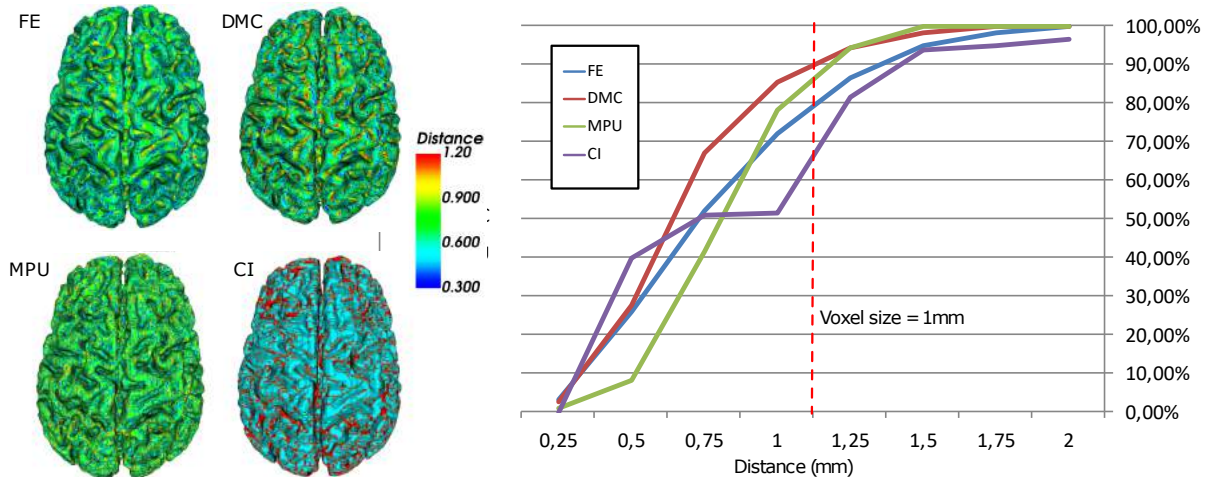 FE
DMC
Distance
1.20
0.900
0.600
0.300
MPU
CI
FE
DMC
MPU
CI
Voxel size = 1mm
100,00%
90,00%
80,00%
70,00%
60,00%
50,00%
40,00%
30,00%
20,00%
10,00%
0,00%
0,25 0,5 0,75 1 1,25 1,5 1,75 2
Distance (mm)